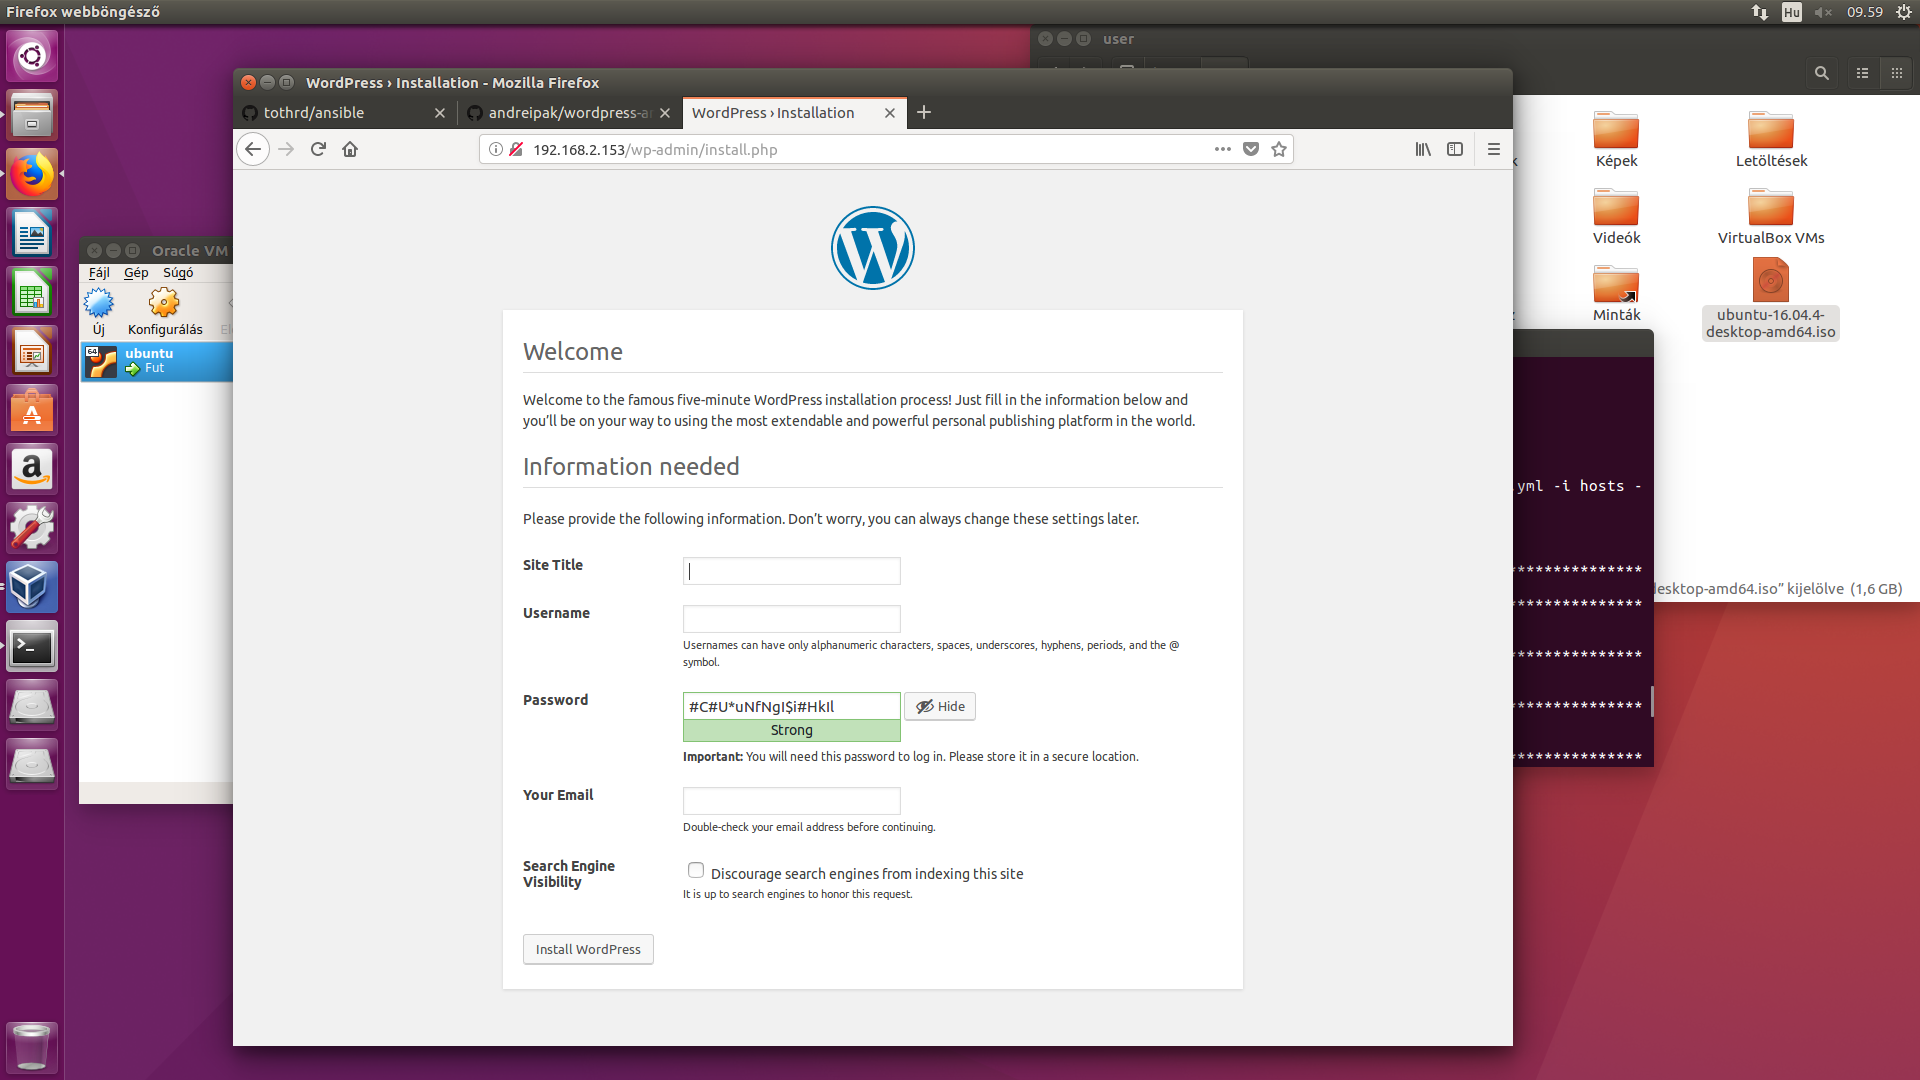 Firefox webböngésző
Hu
09.59
user
WordPress › Installation - Mozilla Firefox
tothrd/ansible
andreipak/wordpress-an
WordPress › Installation
192.168.2.153/wp-admin/install.php
Képek
Letöltések
Videók
VirtualBox VMs
Minták
ubuntu-16.04.4-
desktop-amd64.iso
Oracle VM
Fájl Gép Súgó
Új
Konfigurálás
64
ubuntu
Fut
Welcome
Welcome to the famous five-minute WordPress installation process! Just fill in the information below and
you’ll be on your way to using the most extendable and powerful personal publishing platform in the world.
Information needed
Please provide the following information. Don’t worry, you can always change these settings later.
Site Title
Username
Usernames can have only alphanumeric characters, spaces, underscores, hyphens, periods, and the @
symbol.
Password
#C#U*uNfNgI$i#HkIl
Hide
Strong
Important: You will need this password to log in. Please store it in a secure location.
Your Email
Double-check your email address before continuing.
Search Engine
Visibility
Discourage search engines from indexing this site
It is up to search engines to honor this request.
Install WordPress
.yml -i hosts -
***************
***************
***************
***************
***************
desktop-amd64.iso” kijelölve (1,6 GB)